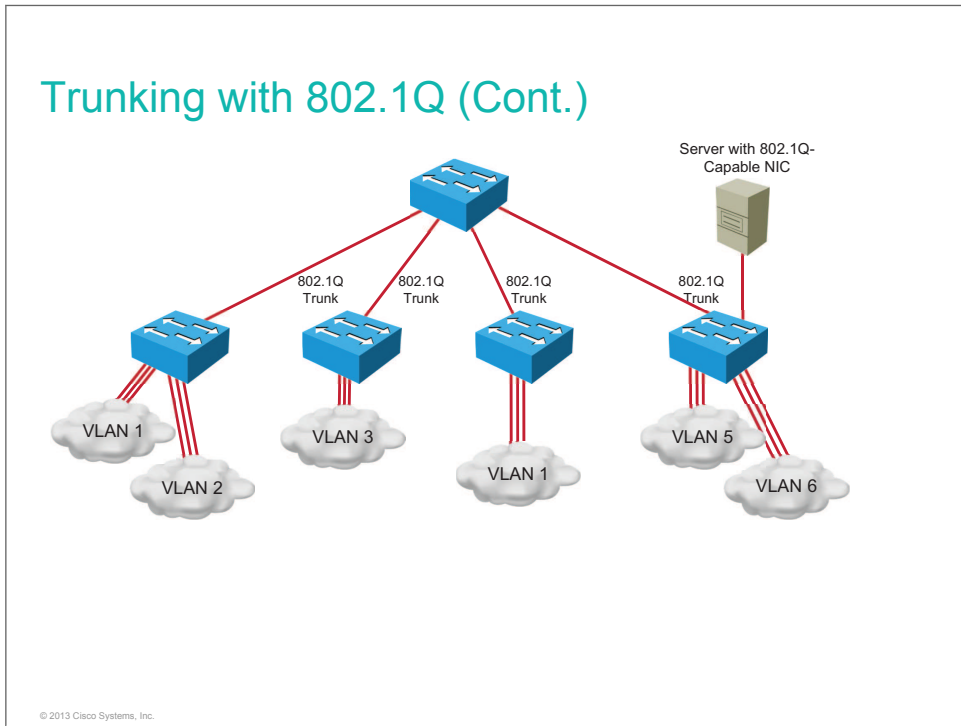 Trunking with 802.1Q (Cont.)
Server with 802.1Q-
Capable NIC
802.1Q
Trunk
802.1Q
Trunk
802.1Q
Trunk
802.1Q
Trunk
VLAN 1
VLAN 2
VLAN 3
VLAN 1
VLAN 5
VLAN 6
© 2013 Cisco Systems, Inc.